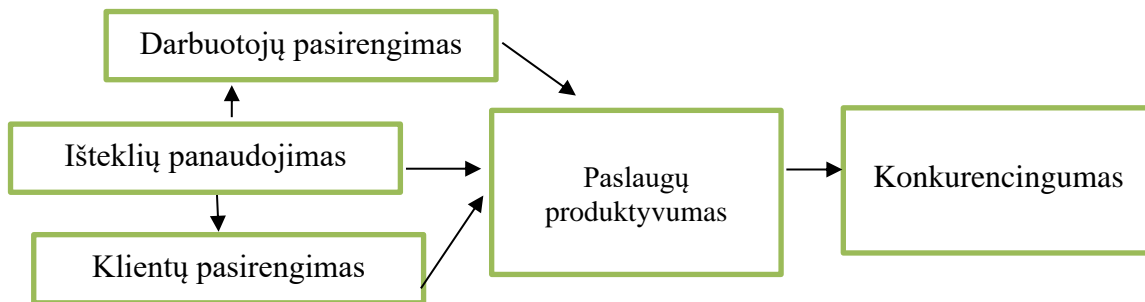 Darbuotojų pasirengimas
Išteklių panaudojimas
Klientų pasirengimas
Paslaugų
produktyvumas
Konkurencingumas